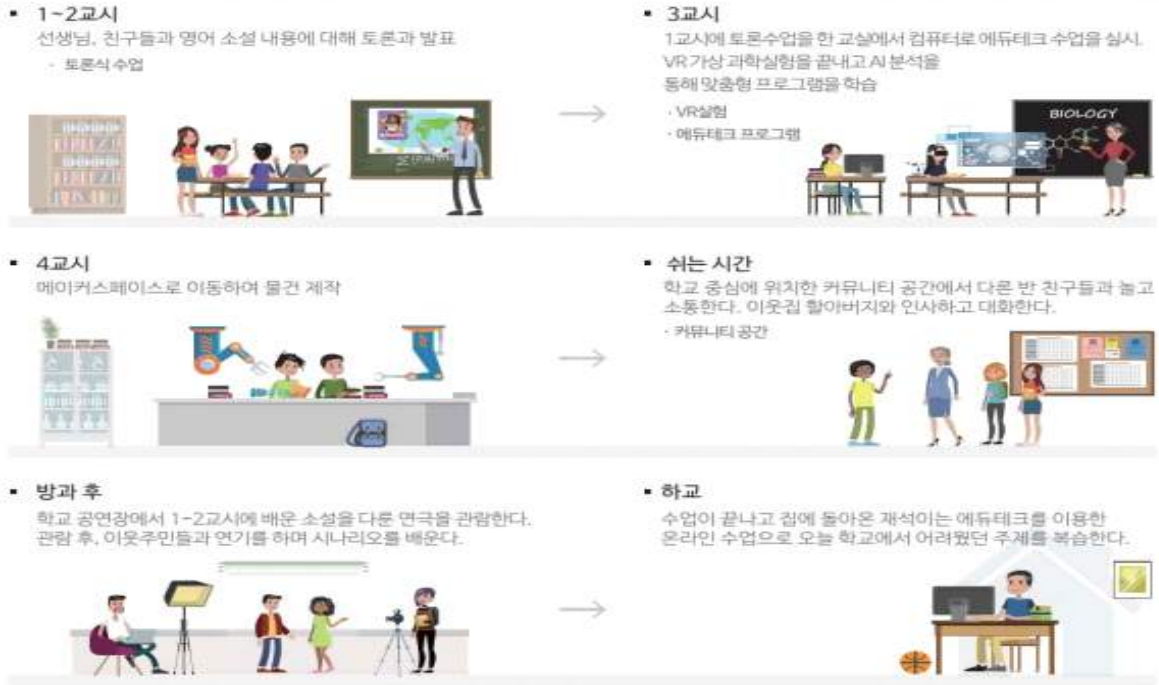 ▪ 1~2교시
선생님, 친구들과 영어 소설 내용에 대해 토론과 발표
· 토론식 수업
▪ 3교시
1교시에 토론수업을 한 교실에서 컴퓨터로 에듀테크 수업을 실시.
VR 가상 과학실험을 끝내고 AI 분석을
통해 맞춤형 프로그램을 학습
· VR실험
· 에듀테크 프로그램
BIOLOGY
▪ 4교시
메이커스페이스로 이동하여 물건 제작
▪ 쉬는 시간
학교 중심에 위치한 커뮤니티 공간에서 다른 반 친구들과 놀고
소통한다. 이웃집 할아버지와 인사하고 대화한다.
· 커뮤니티 공간
▪ 방과 후
학교 공연장에서 1~2교시에 배운 소설을 다룬 연극을 관람한다.
관람 후, 이웃주민들과 연기를 하며 시나리오를 배운다.
▪ 하교
수업이 끝나고 집에 돌아온 재석이는 에듀테크를 이용한
온라인 수업으로 오늘 학교에서 어려웠던 주제를 복습한다.